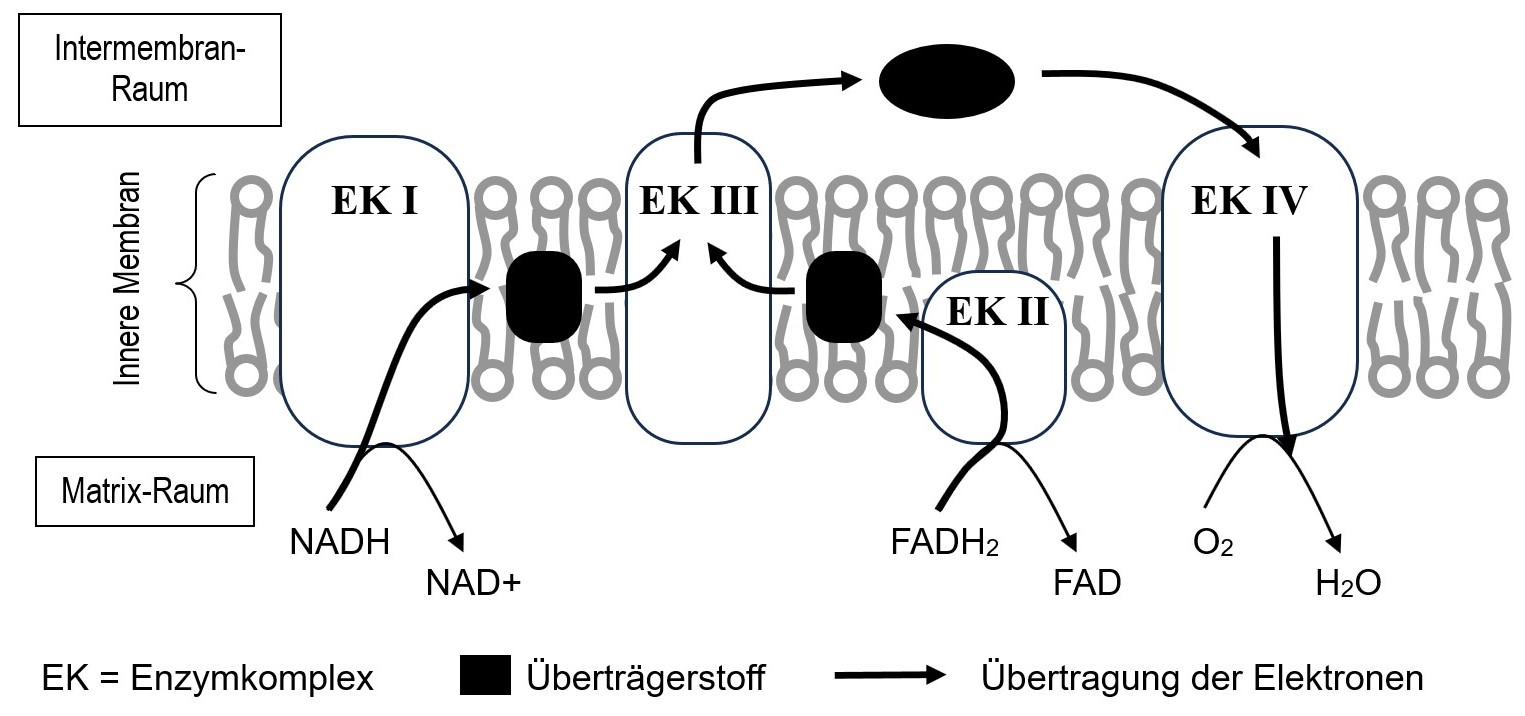 Intermembran-
Raum
Innere Membran
EK I
EK III
EK II
EK IV
Matrix-Raum
NADH
NAD+
FADH2
FAD
O2
H2O
EK = Enzymkomplex
Überträgerstoff
Übertragung der Elektronen